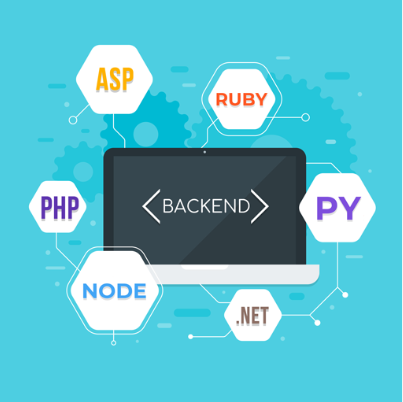 ASP
RUBY
PHP
<BACKEND>
PY
NODE
.NET